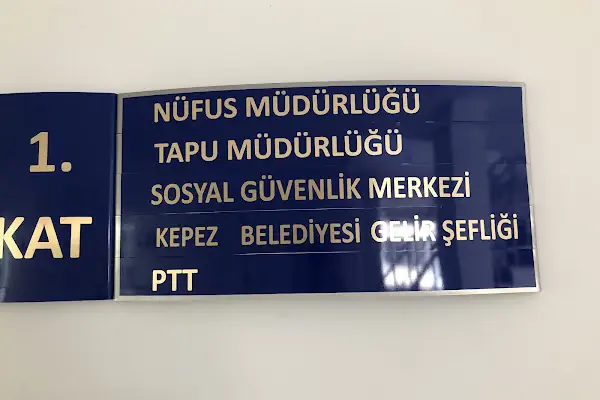 1.
KAT
NÜFUS MÜDÜRLÜĞÜ
TAPU MÜDÜRLÜĞÜ
SOSYAL GÜVENLİK MERKEZİ
KEPEZ BELEDİYESİ GELİR ŞEFLİĞİ
PTT